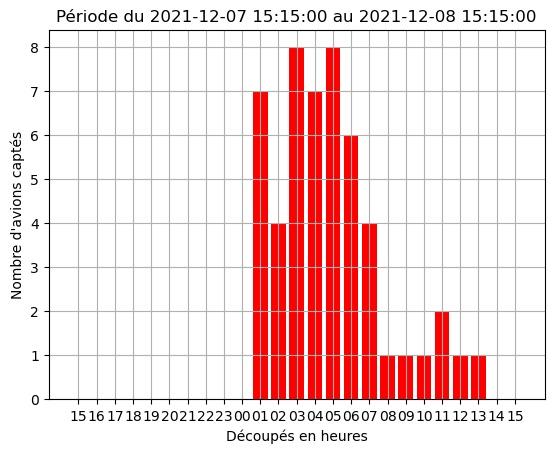 Période du 2021-12-07 15:15:00 au 2021-12-08 15:15:00
8
7
6
5
4
3
2
1
0
Nombre d'avions captés
15 16 17 18 19 20 21 22 23 00 01 02 03 04 05 06 07 08 09 10 11 12 13 14 15
Découpés en heures